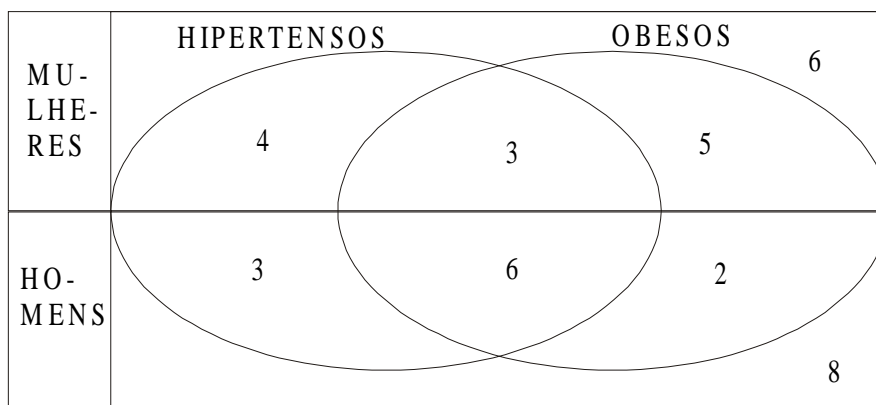 HIPERTENSOS
OBESOS
6
MU-
LHE-
RES
4
3
5
3
6
2
HO-
MENS
8